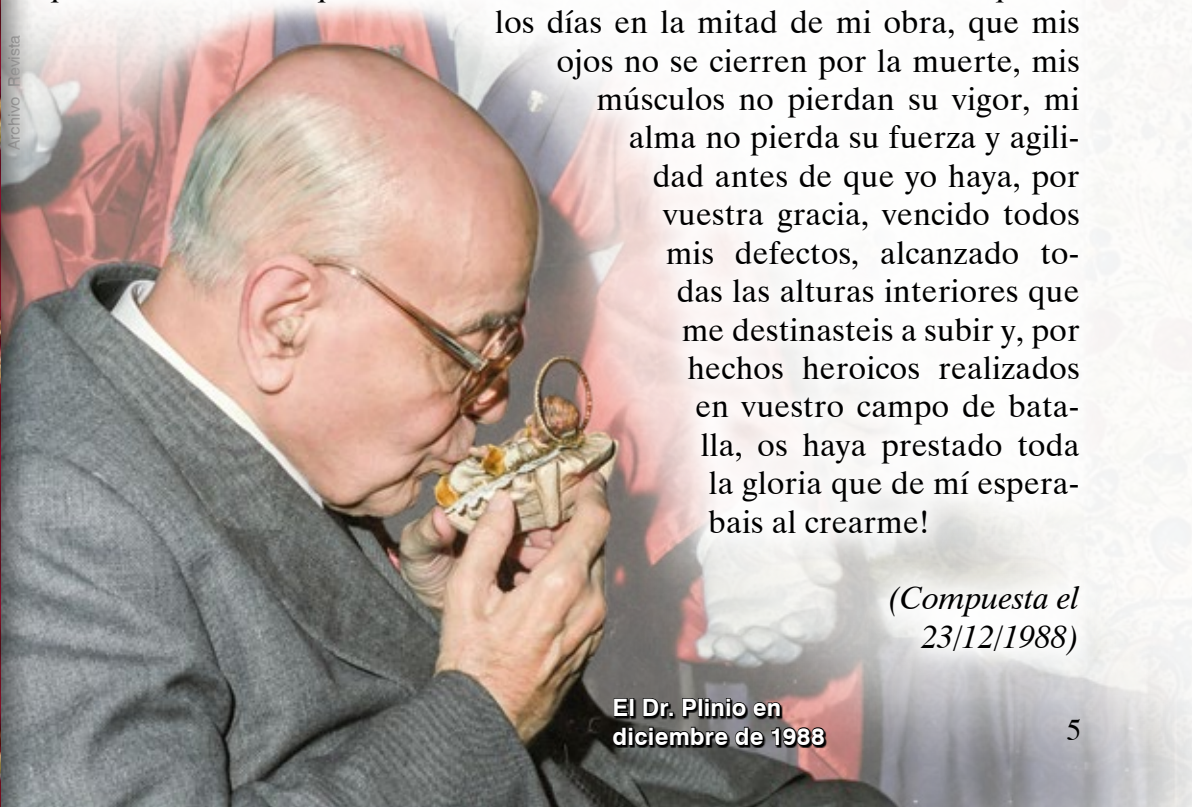 los días en la mitad de mi obra, que mis
ojos no se cierren por la muerte, mis
músculos no pierdan su vigor, mi
alma no pierda su fuerza y agili-
dad antes de que yo haya, por
vuestra gracia, vencido todos
mis defectos, alcanzado to-
das las alturas interiores que
me destinasteis a subir y, por
hechos heroicos realizados
en vuestro campo de bata-
lla, os haya prestado toda
la gloria que de mí espera-
bais al crearme!
(Compuesta el
23/12/1988)
El Dr. Plinio en
diciembre de 1988
5
Archivo Revista